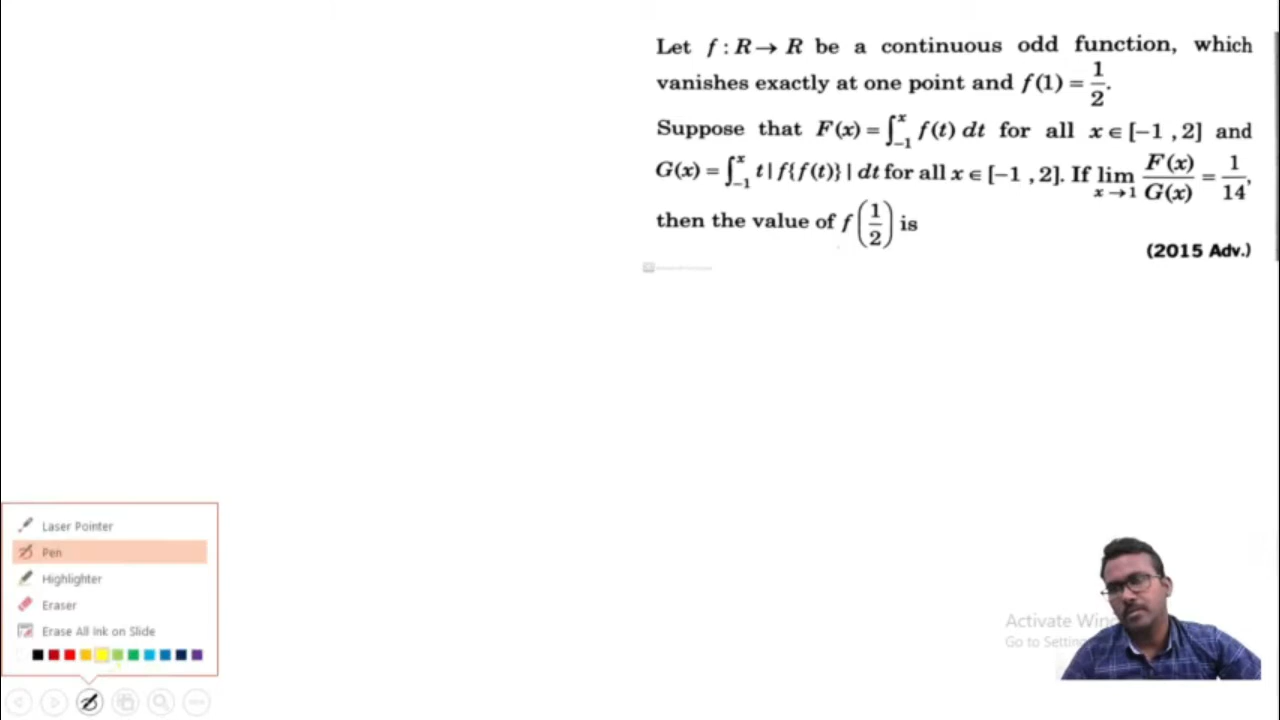 Let f : R → R be a continuous odd function, which
vanishes exactly at one point and f(1) = 1/2.
Suppose that F(x) = ∫_{-1}^{x} f(t) dt for all x ∈ [−1 , 2] and
G(x) = ∫_{-1}^{x} t | f{f(t)} | dt for all x ∈ [−1 , 2]. If lim_{x → 1} F(x)/G(x) = 1/14,
then the value of f(1/2) is
(2015 Adv.)
Laser Pointer
Pen
Highlighter
Eraser
Erase All Ink on Slide
Activate Win
Go to Setting